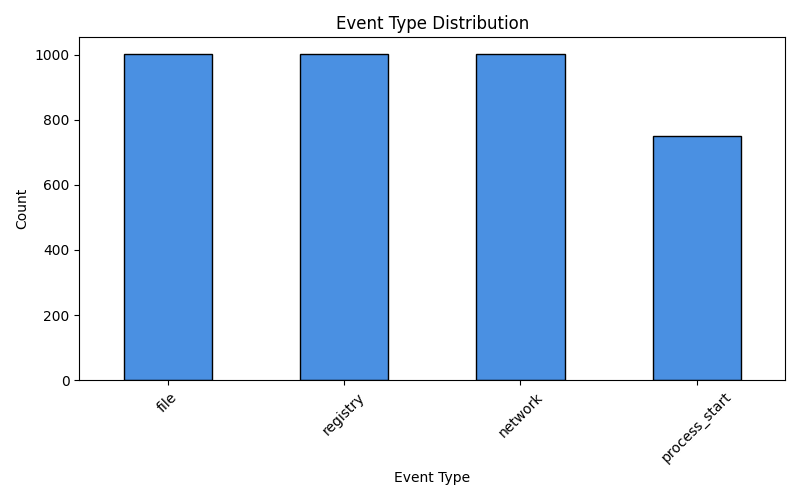 Event Type Distribution
Count
1000
800
600
400
200
0
file
registry
network
process_start
Event Type